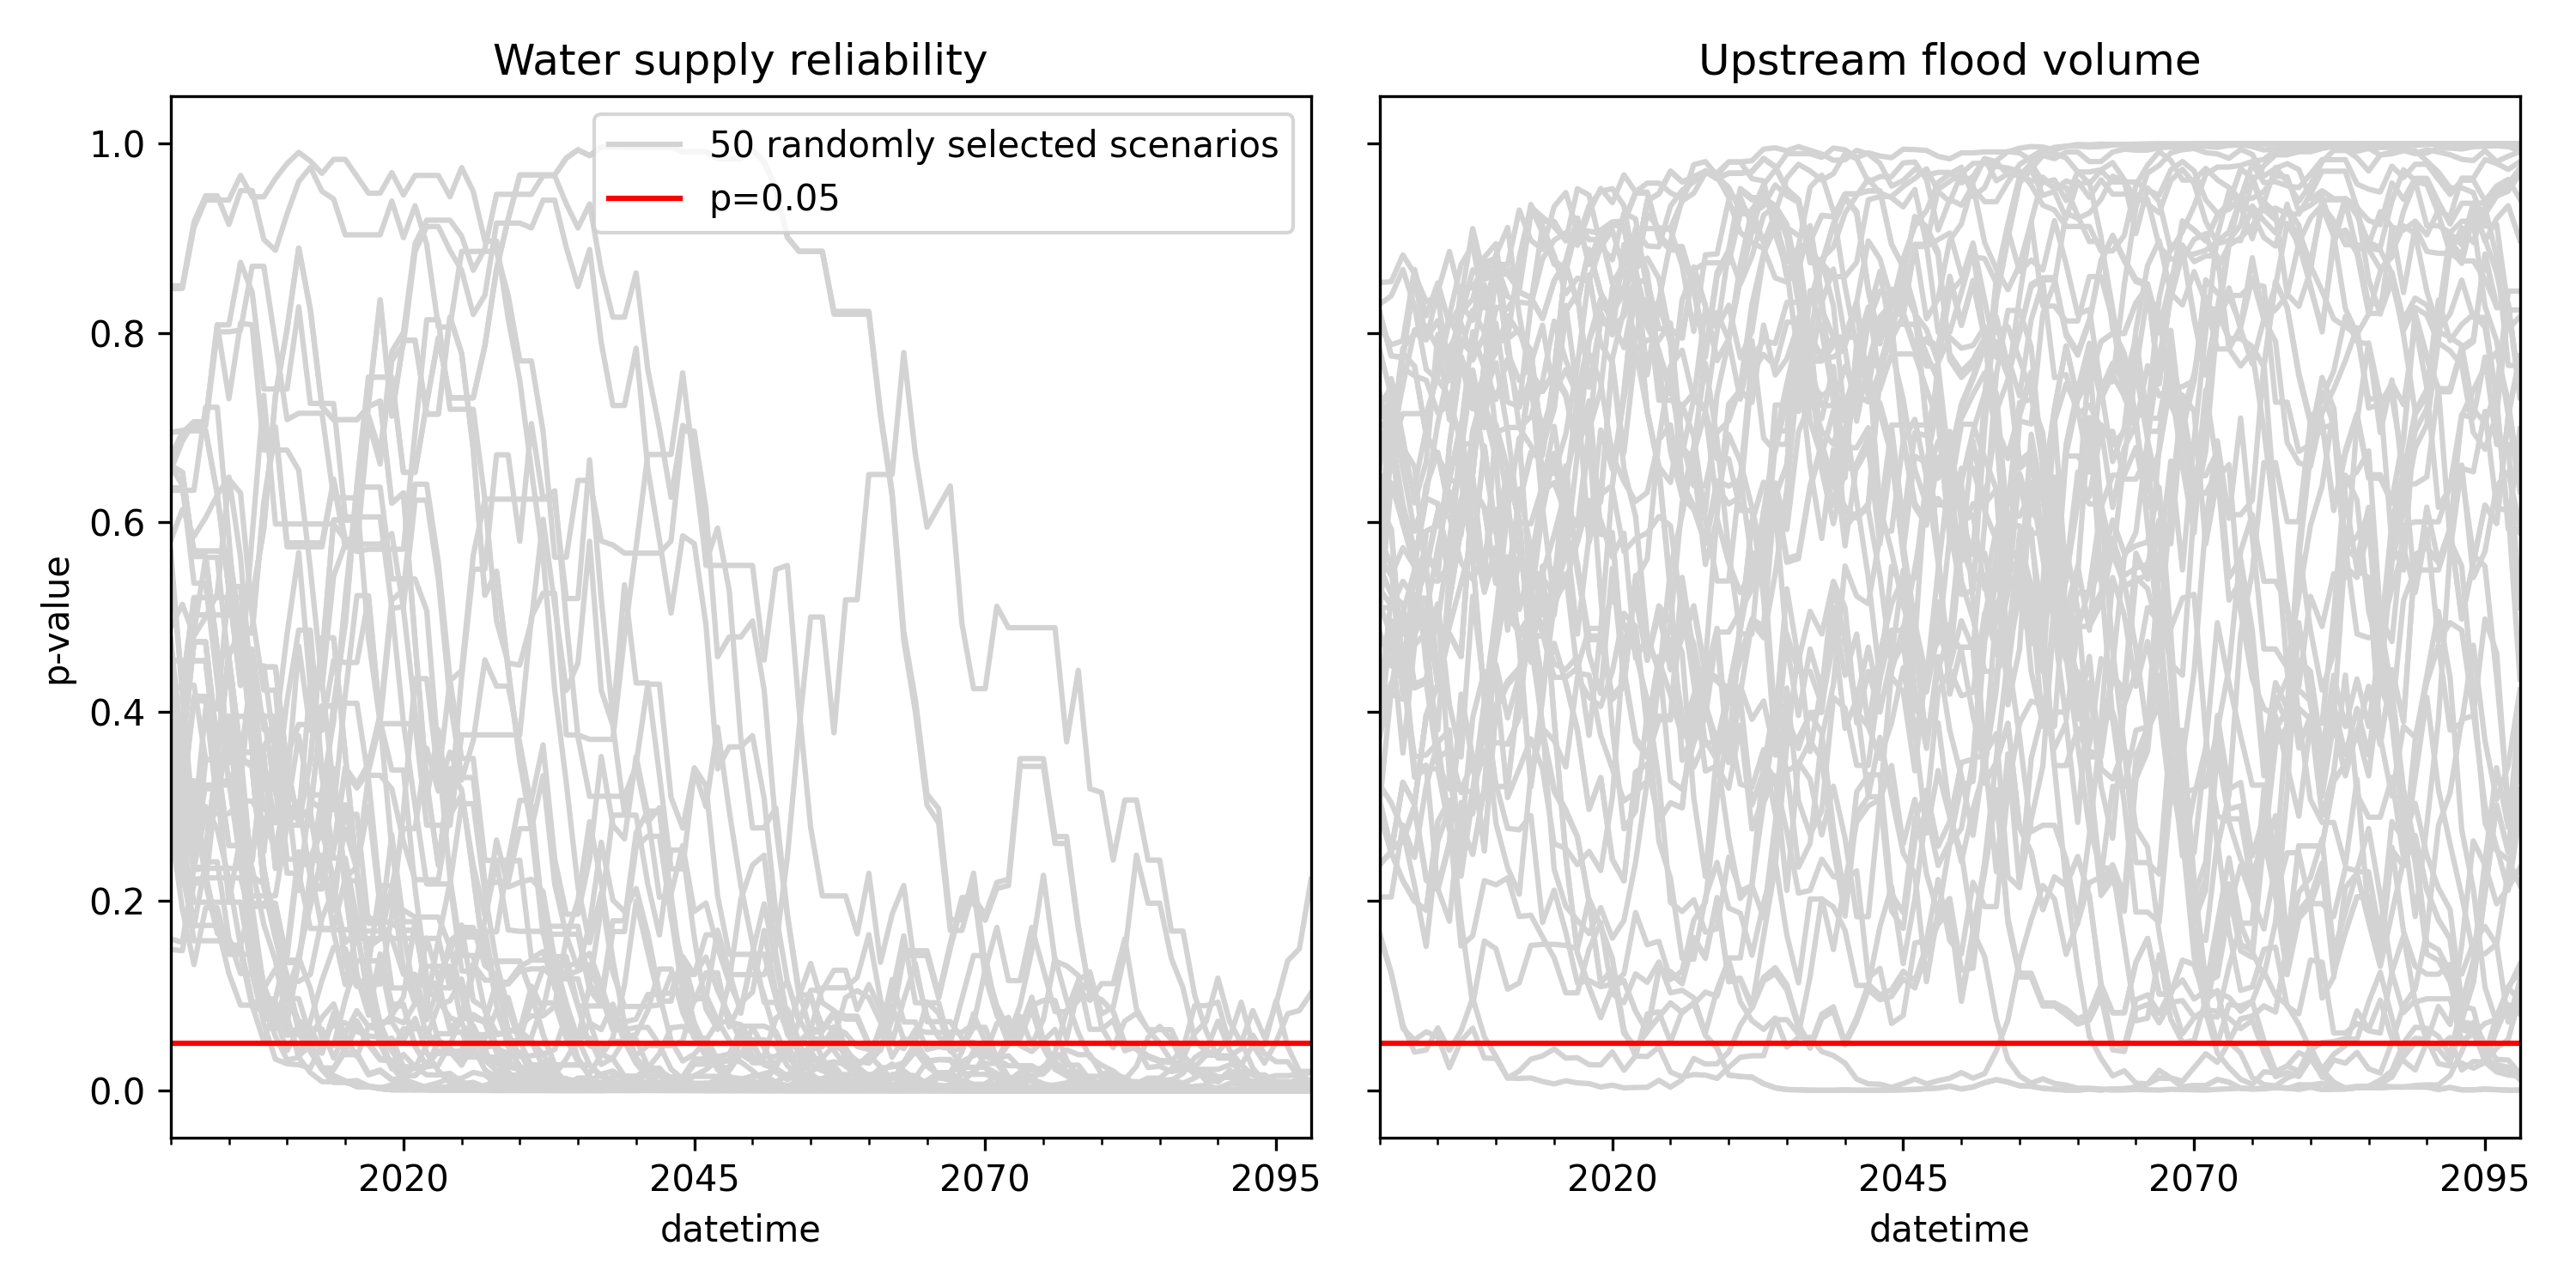 Water supply reliability
Upstream flood volume
50 randomly selected scenarios
p=0.05
p-value
1.0
0.8
0.6
0.4
0.2
0.0
2020 2045 2070 2095
2020 2045 2070 2095
datetime
datetime